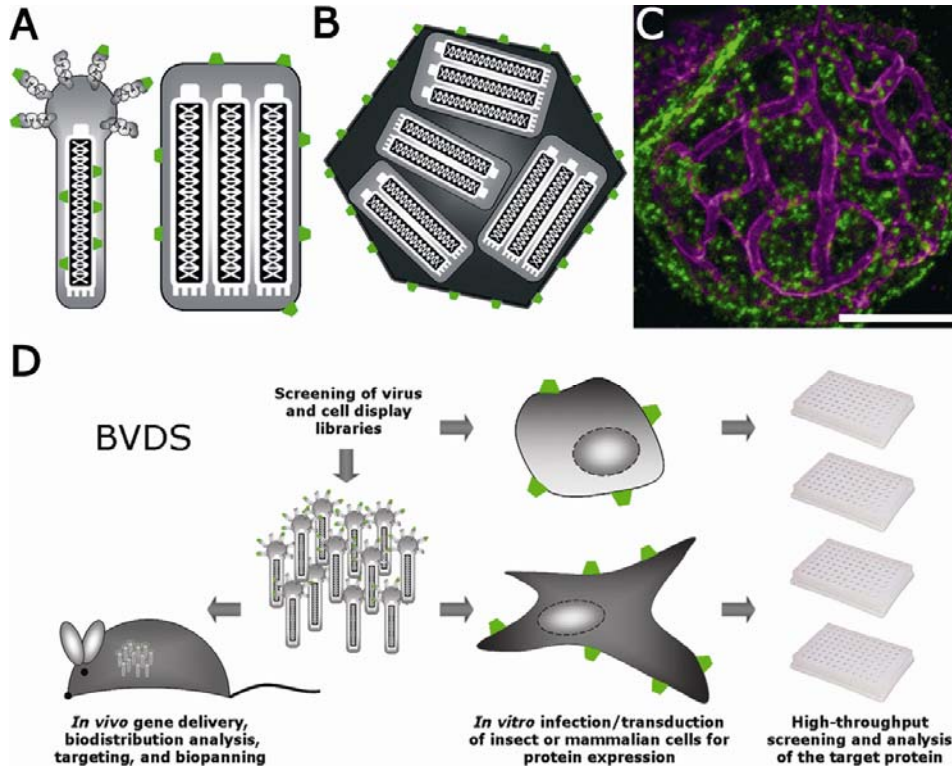 A
B
C
D
BVDS
Screening of virus
and cell display
libraries
In vivo gene delivery,
biodistribution analysis,
targeting, and biopanning
In vitro infection/transduction
of insect or mammalian cells for
protein expression
High-throughput
screening and analysis
of the target protein